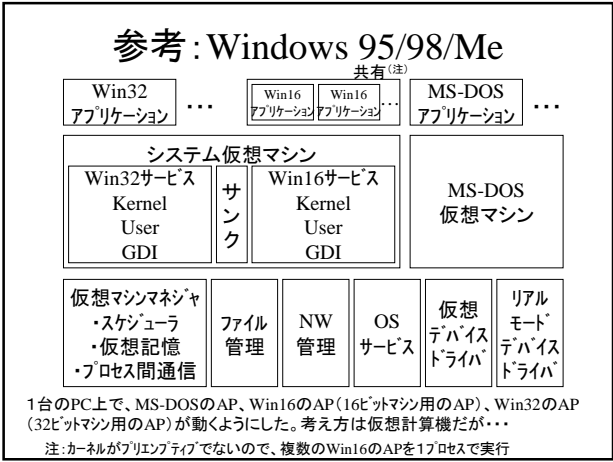 参考：Windows 95/98/Me
共有(注)
Win32
アプリケーション
･･･
Win16
アプリケーション
Win16
アプリケーション
…
MS-DOS
アプリケーション
･･･
システム仮想マシン
Win32サービス
Kernel
User
GDI
サ
ン
ク
Win16サービス
Kernel
User
GDI
MS-DOS
仮想マシン
仮想マシンマネジャ
・スケジューラ
・仮想記憶
・プロセス間通信
ファイル
管理
NW
管理
OS
サービス
仮想
デバイス
ドライバ
リアル
モード
デバイス
ドライバ
1台のPC上で、MS-DOSのAP、Win16のAP(16ビットマシン用のAP)、Win32のAP
(32ビットマシン用のAP)が動くようにした。考え方は仮想計算機だが･･･
注：カーネルがプリエンプティブでないので、複数のWin16のAPを1プロセスで実行